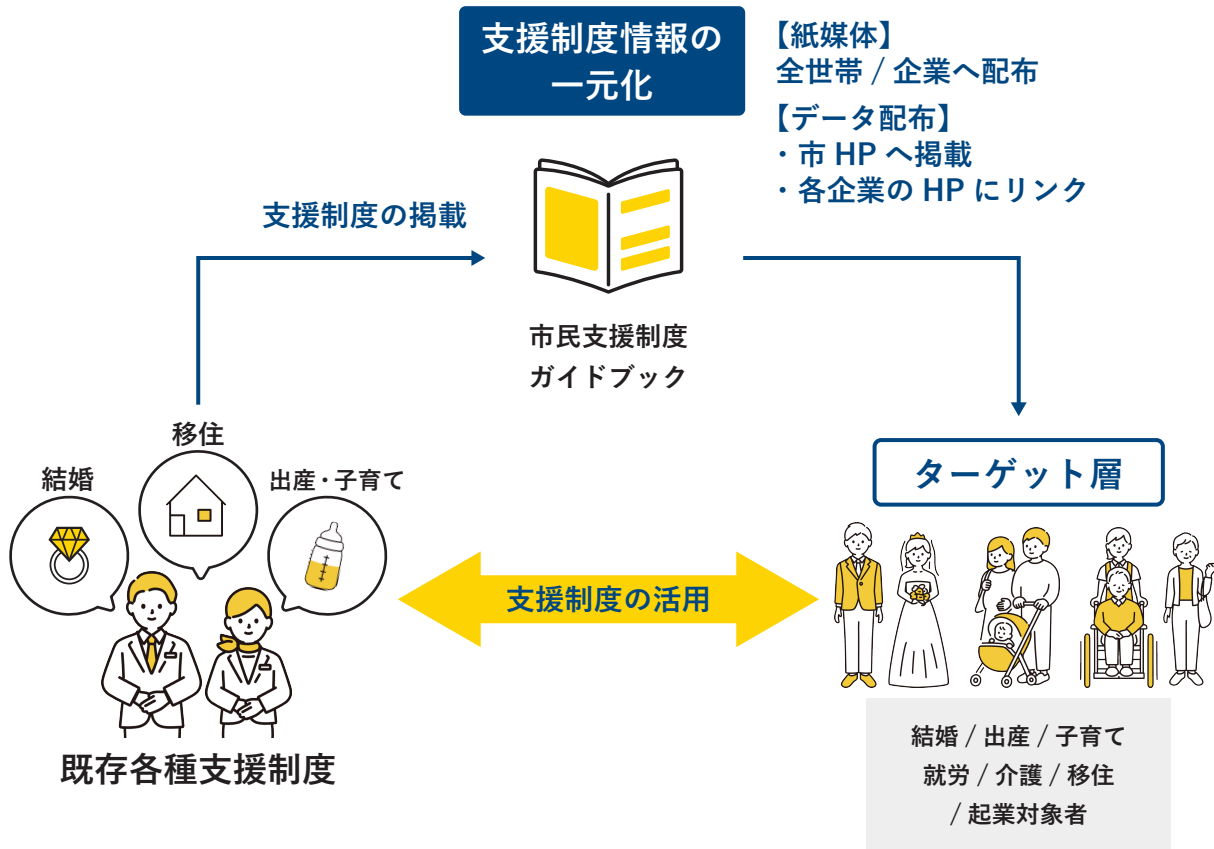 支援制度情報の
一元化
【紙媒体】
全世帯 / 企業へ配布
【データ配布】
・市 HP へ掲載
・各企業の HP にリンク
支援制度の掲載
市民支援制度
ガイドブック
移住
結婚
出産・子育て
ターゲット層
支援制度の活用
既存各種支援制度
結婚 / 出産 / 子育て
就労 / 介護 / 移住
/ 起業対象者